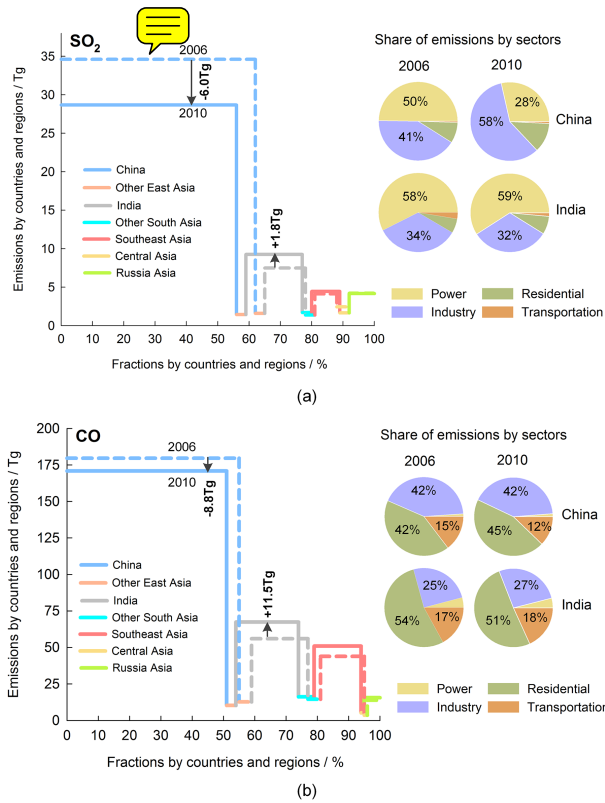 SO2
2006
-6.0Tg
2010
+1.8Tg
35
30
25
20
15
10
5
0
Emissions by countries and regions / Tg
China
Other East Asia
India
Other South Asia
Southeast Asia
Central Asia
Russia Asia
0 10 20 30 40 50 60 70 80 90 100
Fractions by countries and regions / %
Share of emissions by sectors
2006 2010
50% 28%
41% 58%
China
58% 59%
34% 32%
India
Power Residential
Industry Transportation
(a)
CO
2006
-8.8Tg
2010
+11.5Tg
200
175
150
125
100
75
50
25
0
Emissions by countries and regions / Tg
China
Other East Asia
India
Other South Asia
Southeast Asia
Central Asia
Russia Asia
0 10 20 30 40 50 60 70 80 90 100
Fractions by countries and regions / %
Share of emissions by sectors
2006 2010
42% 42%
42% 15% 45% 12%
China
25% 27%
54% 17% 51% 18%
India
Power Residential
Industry Transportation
(b)